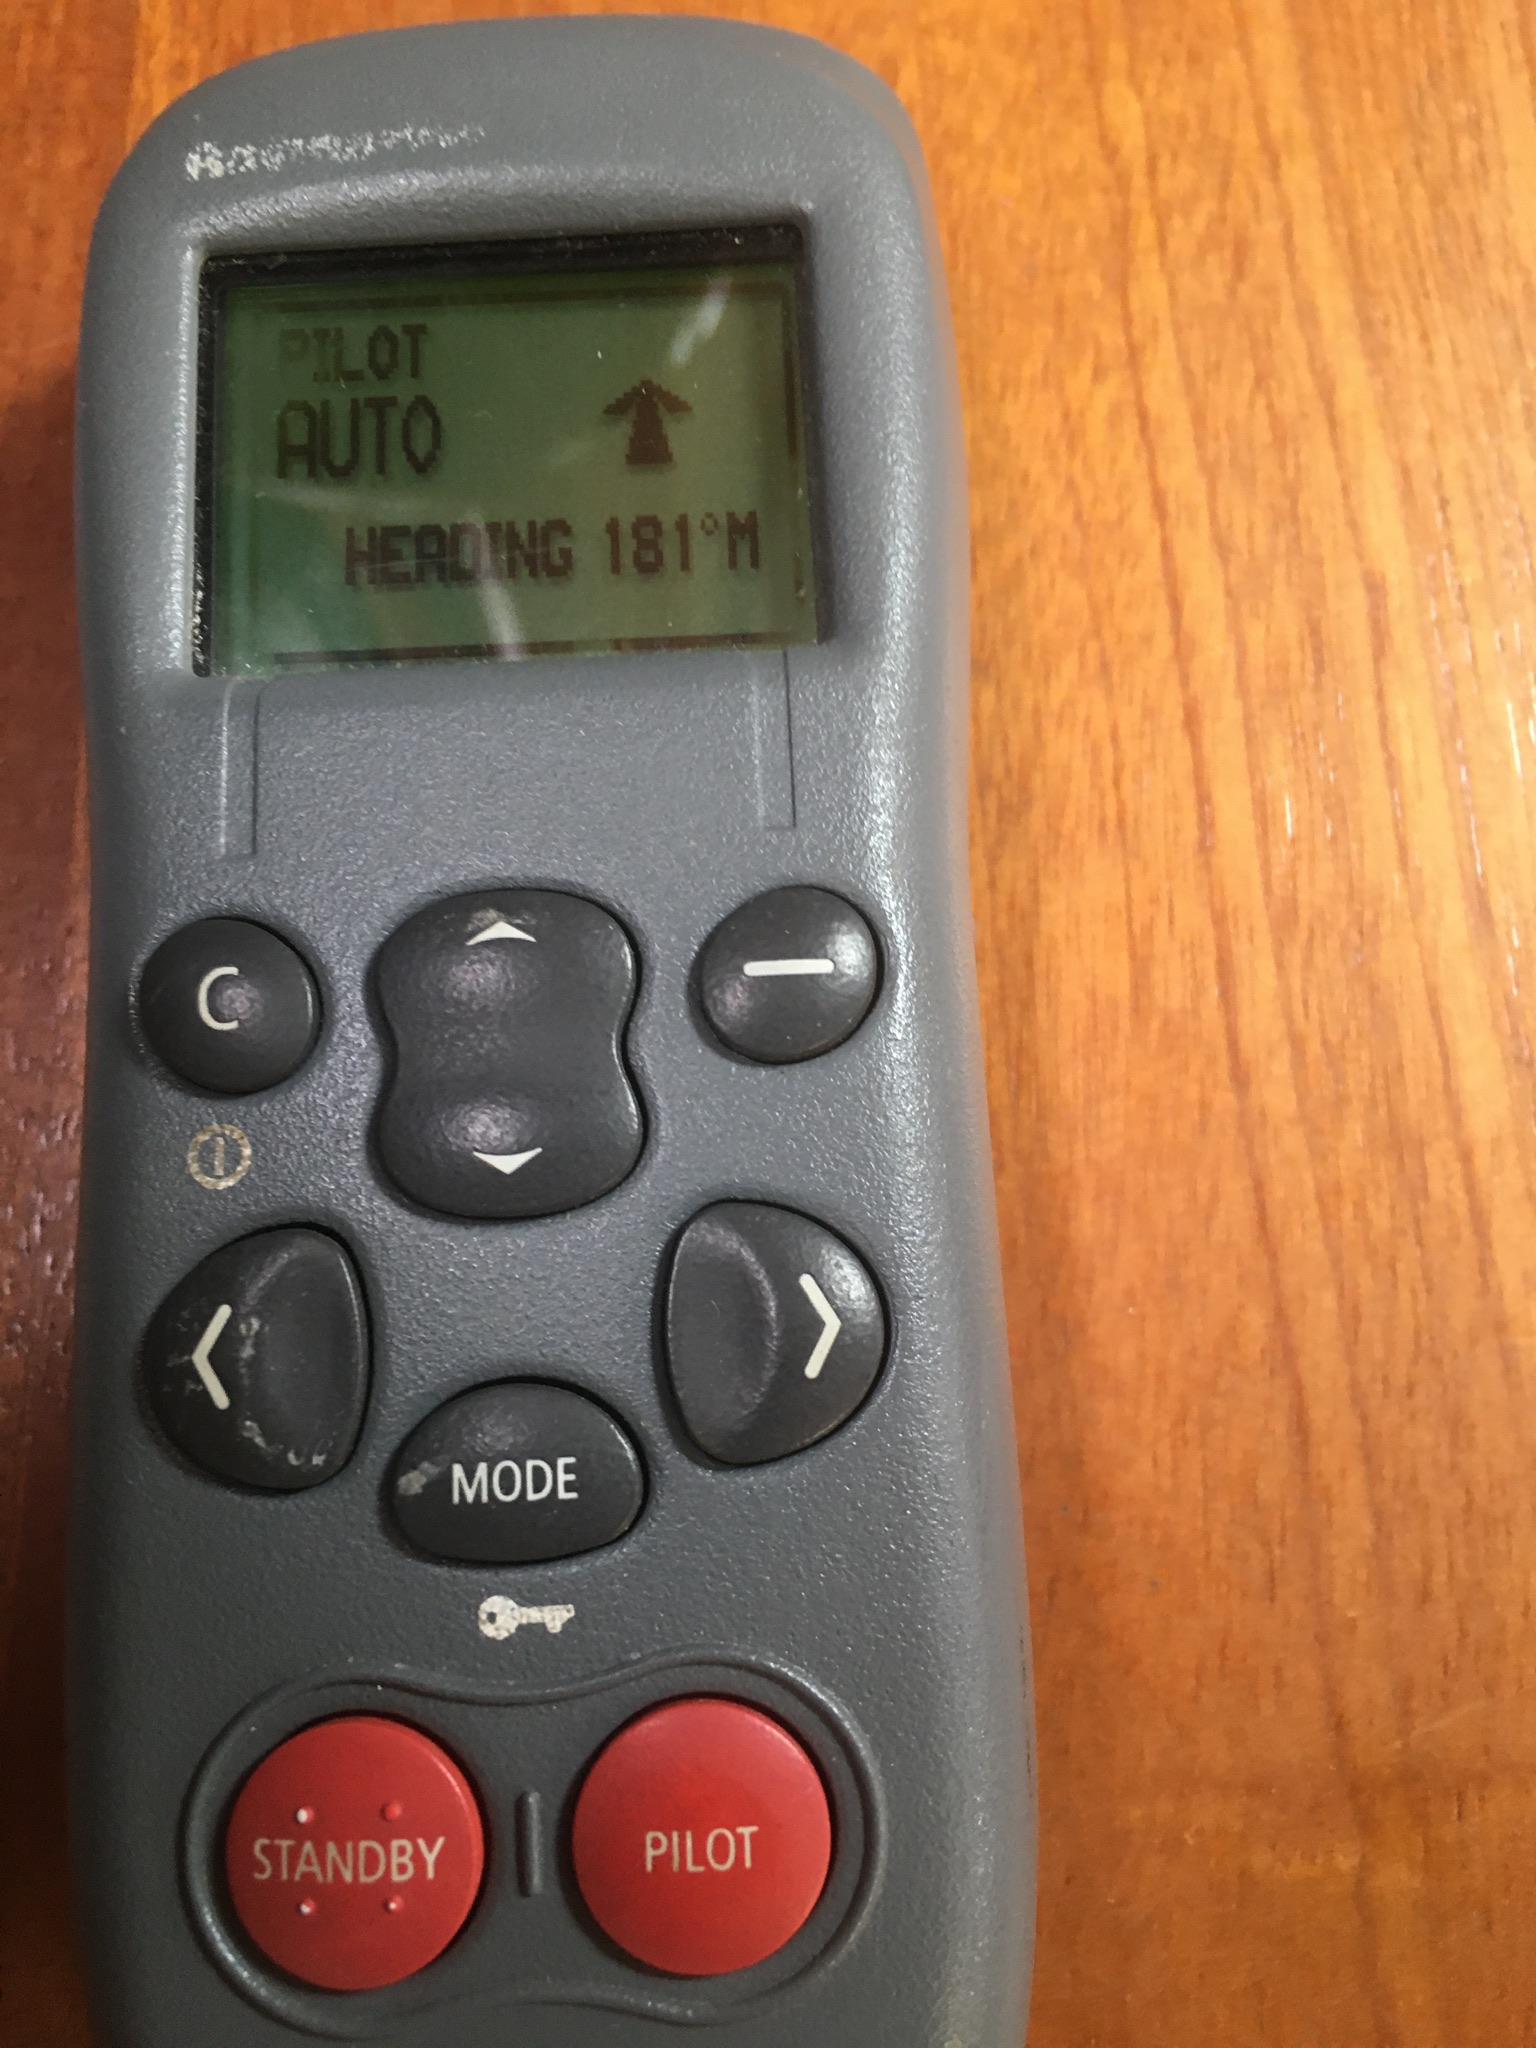 PILOT
AUTO
HEADING 181°M
C
MODE
STANDBY
PILOT